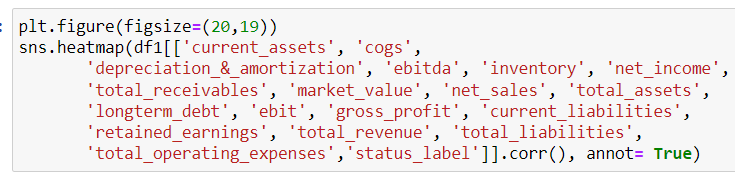 plt.figure(figsize=(20,19))
sns.heatmap(df1[['current_assets', 'cogs',
'depreciation_&_amortization', 'ebitda', 'inventory', 'net_income',
'total_receivables', 'market_value', 'net_sales', 'total_assets',
'longterm_debt', 'ebit', 'gross_profit', 'current_liabilities',
'retained_earnings', 'total_revenue', 'total_liabilities',
'total_operating_expenses','status_label']].corr(), annot= True)